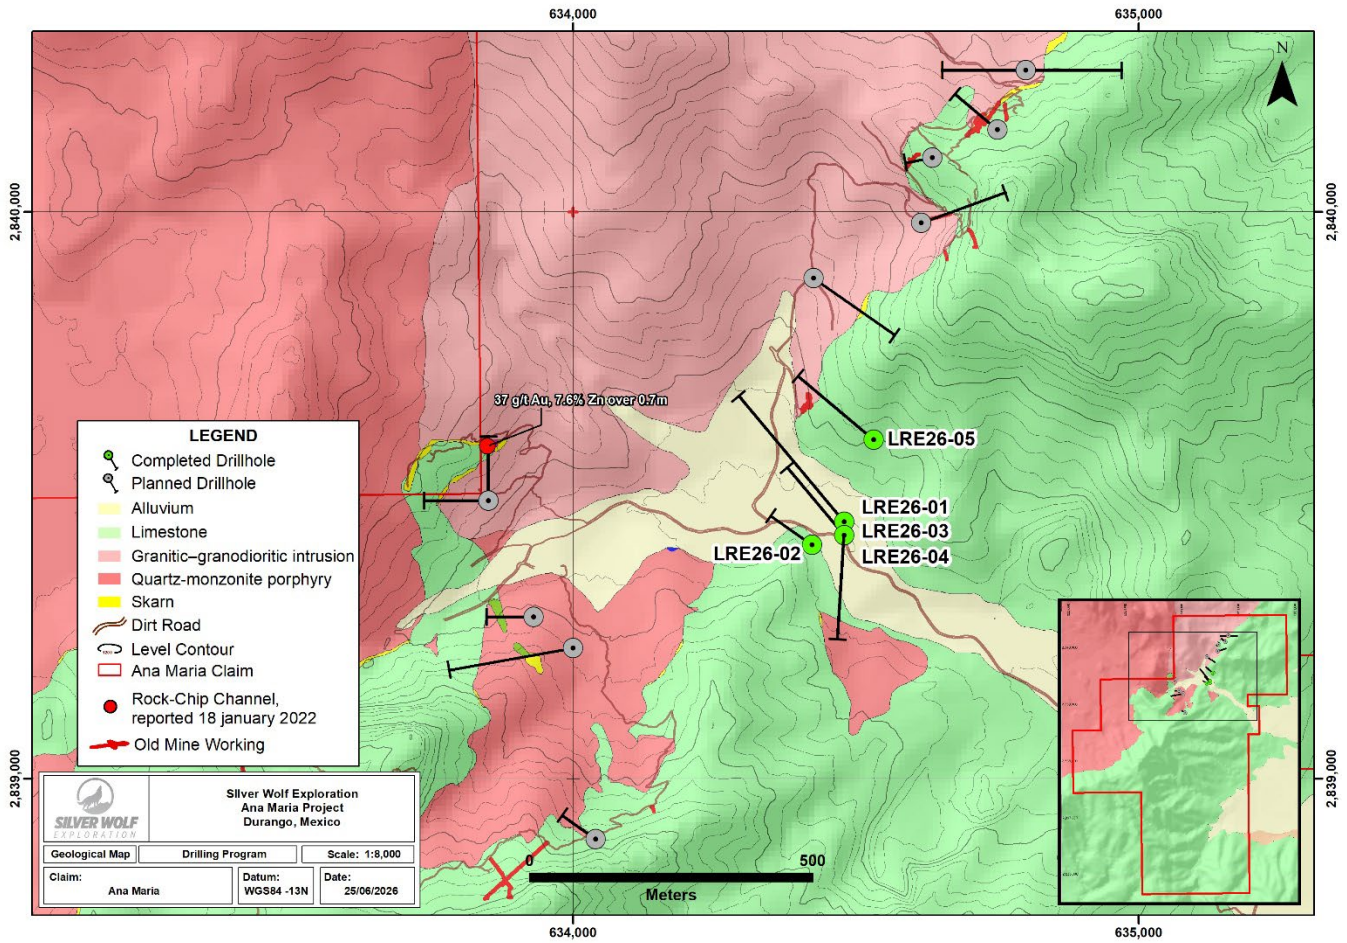 634,000
635,000
N
2,840,000
2,840,000
37 g/t Au, 7.6% Zn over 0.7m
LRE26-05
LRE26-01
LRE26-03
LRE26-04
LRE26-02
LEGEND
Completed Drillhole
Planned Drillhole
Alluvium
Limestone
Granitic–granodioritic intrusion
Quartz-monzonite porphyry
Skarn
Dirt Road
Level Contour
Ana Maria Claim
Rock-Chip Channel,
reported 18 january 2022
Old Mine Working
2,839,000
2,839,000
SILVER WOLF
EXPLORATION
Silver Wolf Exploration
Ana Maria Project
Durango, Mexico
Geological Map
Drilling Program
Scale: 1:8,000
Claim:
Ana Maria
Datum:
WGS84 -13N
Date:
25/06/2026
0
500
Meters
634,000
635,000